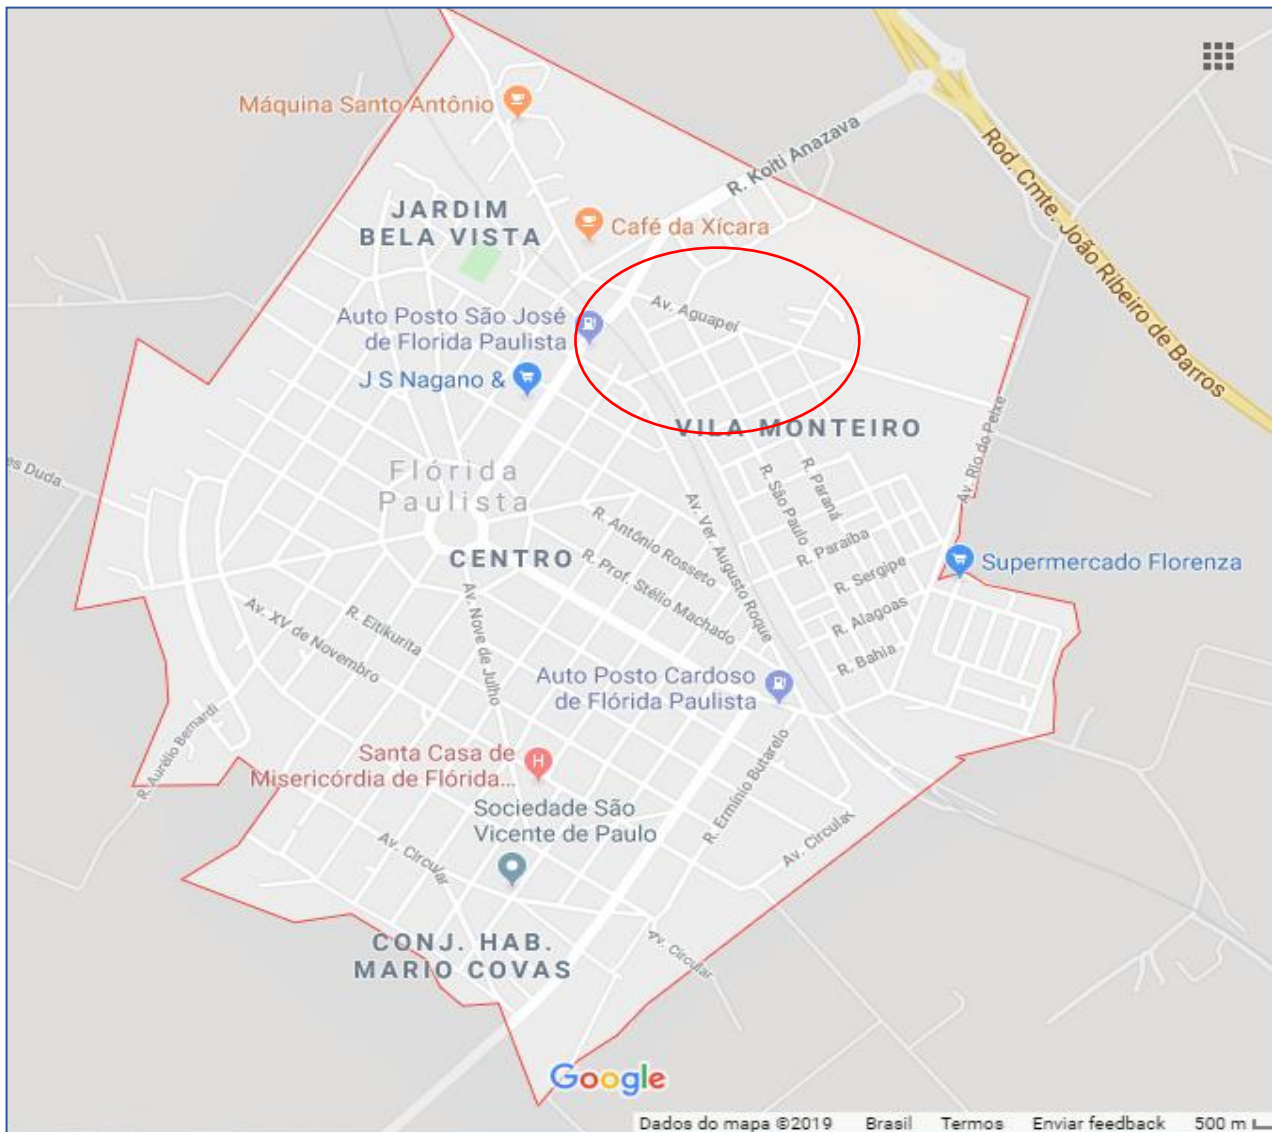 Máquina Santo Antônio
R. Koiti Anazava
Rod. Cmte. João Ribeiro de Barros
JARDIM
BELA VISTA
Café da Xícara
Av. Aguapeí
Auto Posto São José
de Florida Paulista
J S Nagano &
VILA MONTEIRO
Av. Rio do Peixe
es Duda
Flórida
Paulista
R. Paraná
R. São Paulo
Av. Ver. Augusto Roque
R. Antônio Rosseto
R. Paraíba
CENTRO
R. Prof. Stélio Machado
R. Sergipe
Supermercado Florenza
R. Alagoas
Av. XV de Novembro
R. Eitikurita
Av. Nove de Julho
R. Bahia
Auto Posto Cardoso
de Flórida Paulista
R. Aurélio Bernardi
Santa Casa de
Misericórdia de Flórida...
H
R. Ermínio Butarelo
Sociedade São
Vicente de Paulo
Av. Circular
Av. Circular
CONJ. HAB.
MARIO COVAS
Av. Circular
Google
Dados do mapa ©2019 Brasil Termos Enviar feedback 500 m